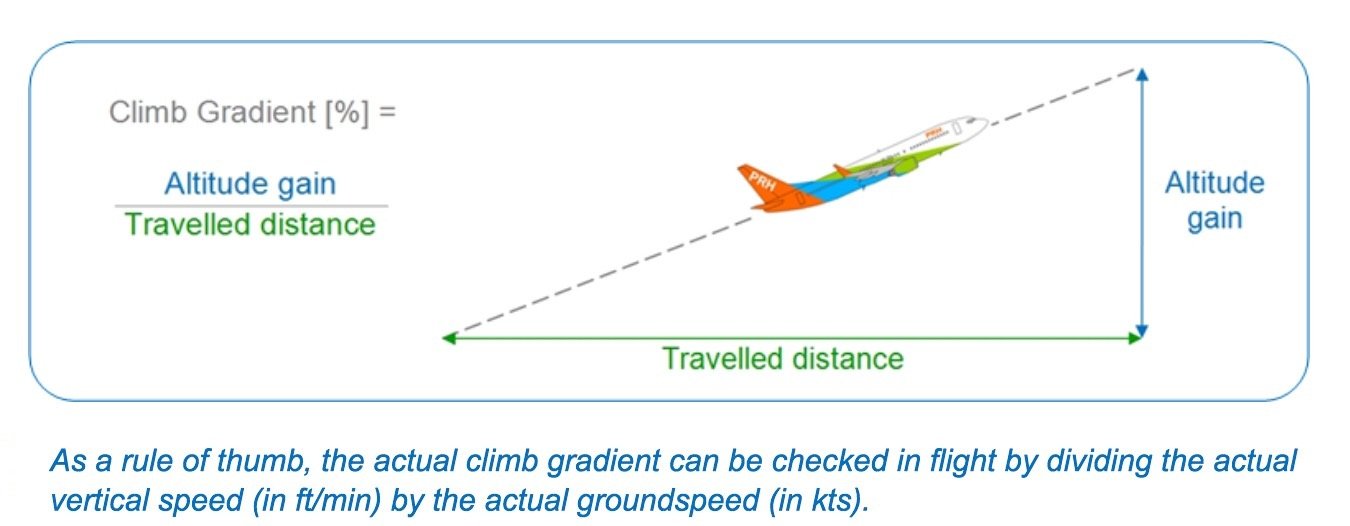 Climb Gradient [%] =
Altitude gain
Travelled distance
PRH
PRH
Altitude
gain
Travelled distance
As a rule of thumb, the actual climb gradient can be checked in flight by dividing the actual
vertical speed (in ft/min) by the actual groundspeed (in kts).